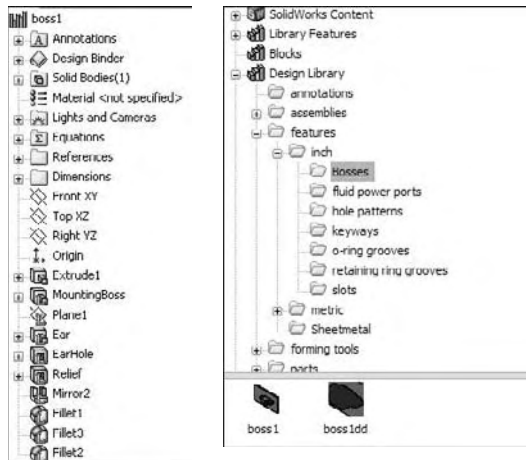 boss1
Annotations
Design Binder
Solid Bodies(1)
Material <not specified>
Lights and Cameras
Equations
References
Dimensions
Front XY
Top XZ
Right YZ
Origin
Extrude1
MountingBoss
Plane1
Ear
EarHole
Relief
Mirror2
Fillet1
Fillet3
Fillet2
SolidWorks Content
Library Features
Blocks
Design Library
annotations
assemblies
features
inch
Bosses
fluid power ports
hole patterns
keyways
o-ring grooves
retaining ring grooves
slots
metric
Sheetmetal
forming tools
parts
boss1
boss1dd